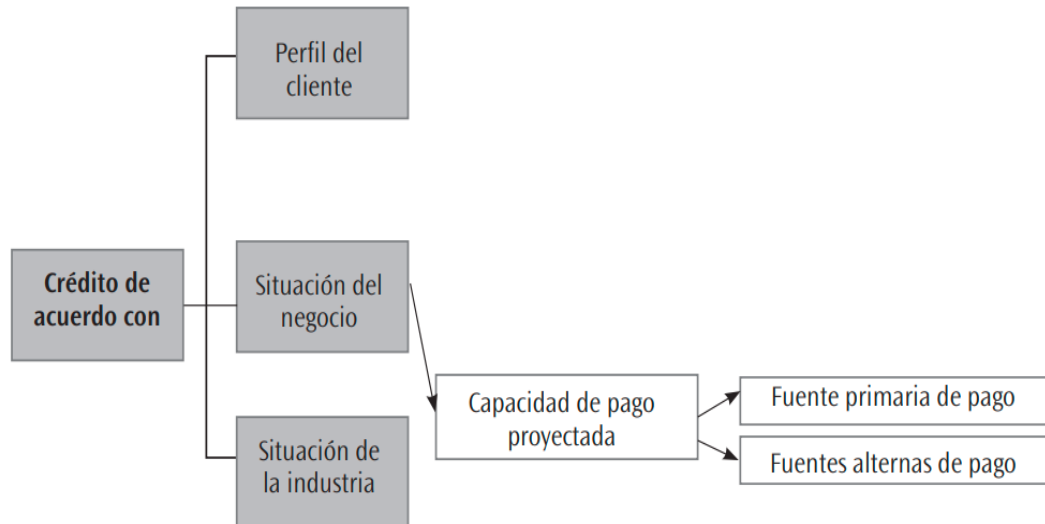 Perfil del
cliente
Crédito de
acuerdo con
Situación del
negocio
Capacidad de pago
proyectada
Fuente primaria de pago
Fuentes alternas de pago
Situación de
la industria